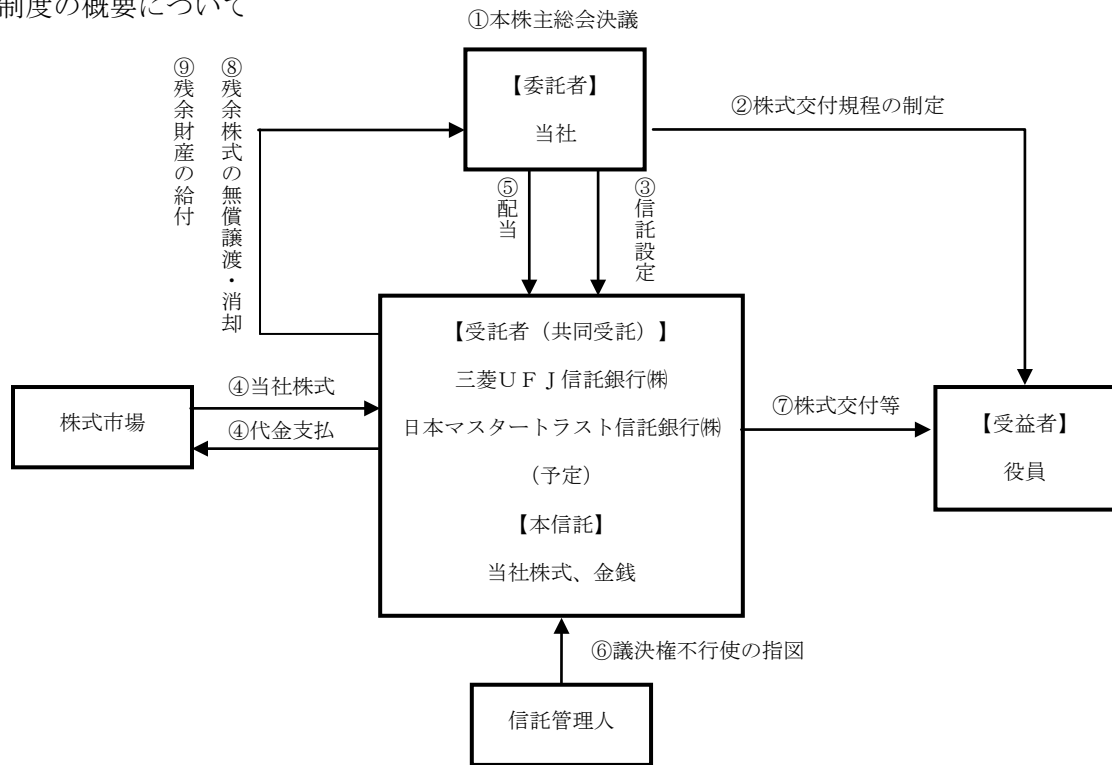 制度の概要について
①本株主総会決議
【委託者】
当社
②株式交付規程の制定
⑨残余財産の給付
⑧残余株式の無償譲渡・消却
⑤配当
③信託設定
【受託者（共同受託）】
三菱ＵＦＪ信託銀行㈱
日本マスタートラスト信託銀行㈱
（予定）
【本信託】
当社株式、金銭
株式市場
④当社株式
④代金支払
⑦株式交付等
【受益者】
役員
⑥議決権不行使の指図
信託管理人